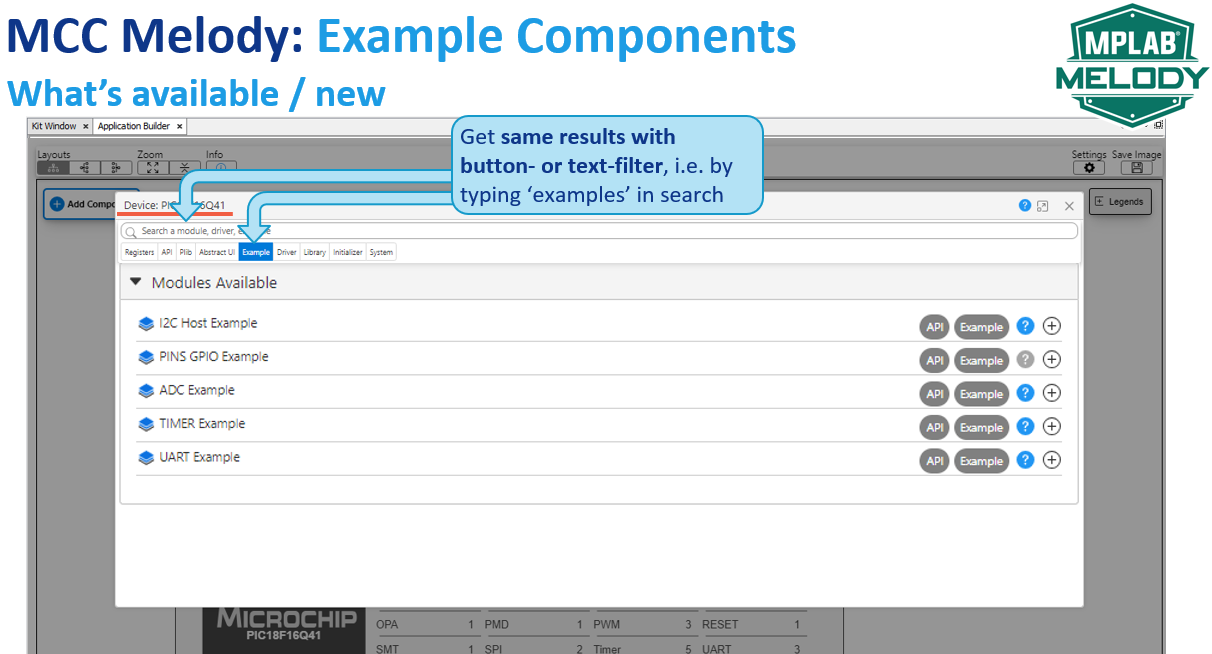 MCC Melody: Example Components
What's available / new
MPLAB®
MELODY
Kit Window × Application Builder ×
Get same results with
button- or text-filter, i.e. by
typing 'examples' in search
Layouts Zoom Info
Settings Save Image
Add Compo
Legends
Device: PI 6Q41
Search a module, driver, e
Registers API Plib Abstract UI Example Driver Library Initializer System
Modules Available
I2C Host Example API Example ?
PINS GPIO Example API Example ?
ADC Example API Example ?
TIMER Example API Example ?
UART Example API Example ?
MICROCHIP
PIC18F16Q41
OPA 1 PMD 1 PWM 3 RESET 1
SMT 1 SPI 2 Timer 5 UART 3